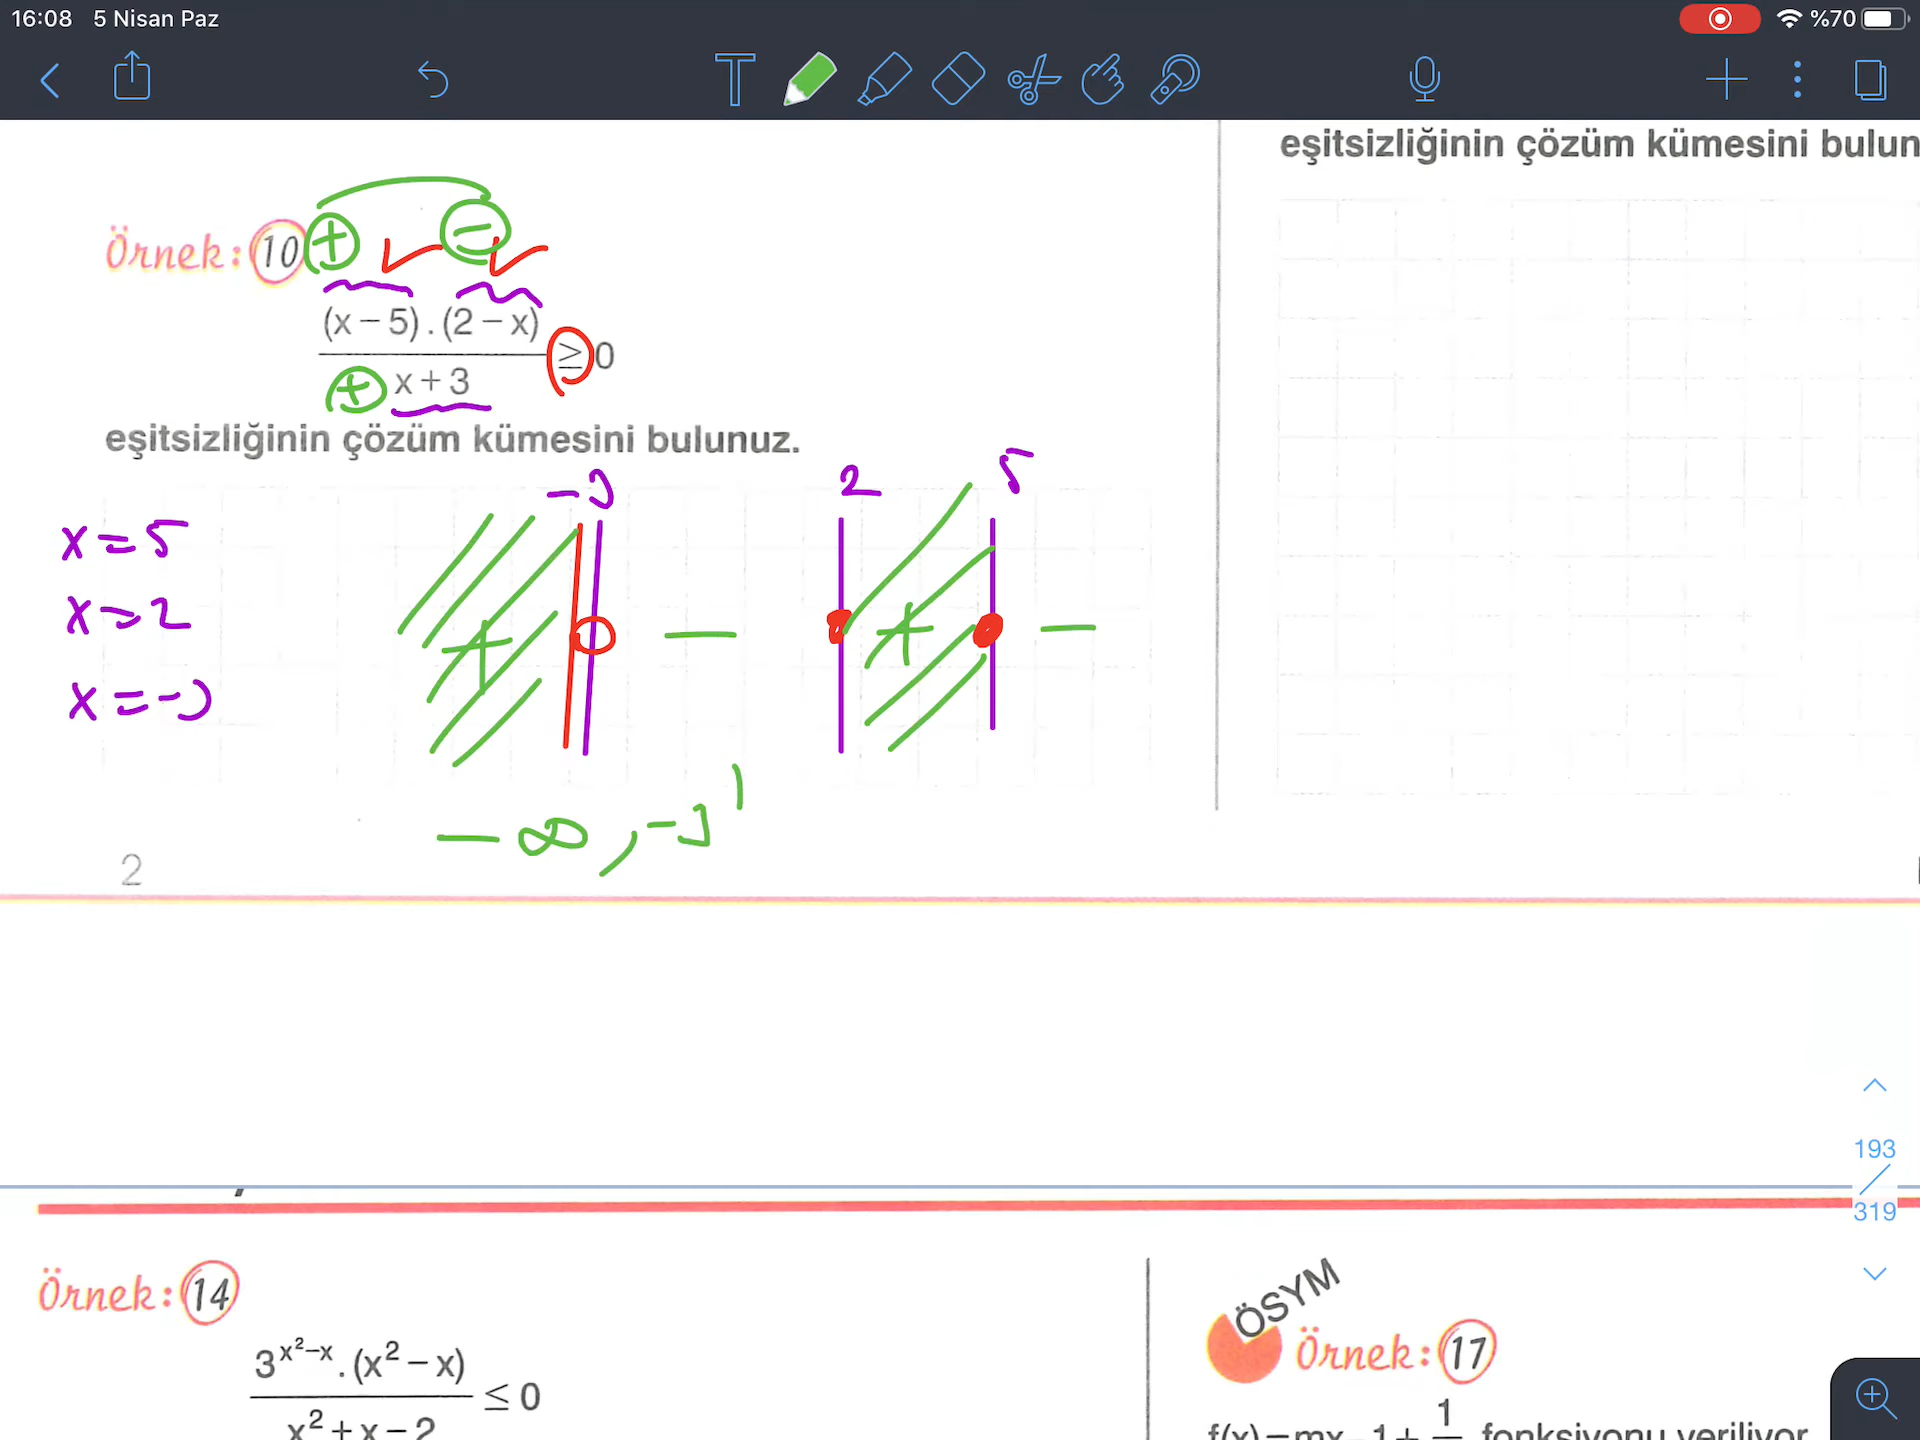 16:08 5 Nisan Paz
%70
eşitsizliğinin çözüm kümesini bulun
Örnek: 10
+ −
(x − 5) . (2 − x)
≥ 0
+ x + 3
eşitsizliğinin çözüm kümesini bulunuz.
-3 2 5
x = 5
x = 2
x = -3
+ − + −
-∞, -3
2
193
319
Örnek: 14
3^{x²−x} . (x² − x)
≤ 0
x² + x − 2
ÖSYM
Örnek: 17
1
f(x) = mx − 1 + fonksiyonu veriliyor